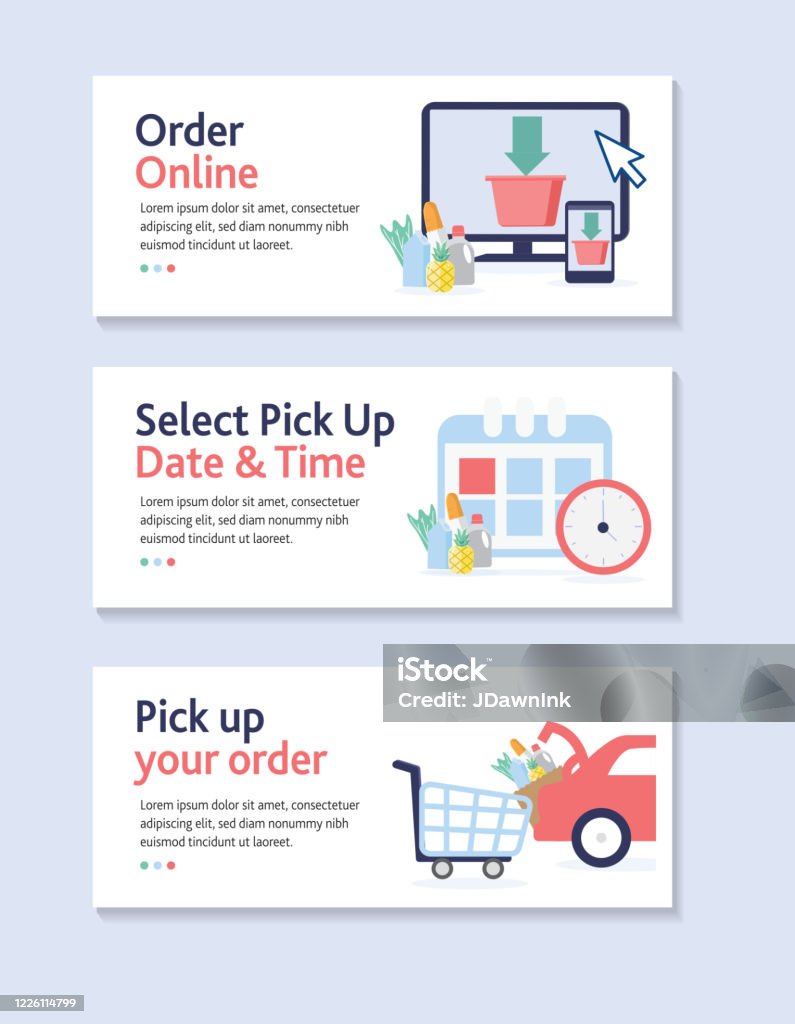 Order
Online
Lorem ipsum dolor sit amet, consectetuer
adipiscing elit, sed diam nonummy nibh
euismod tincidunt ut laoreet.
Select Pick Up
Date & Time
Lorem ipsum dolor sit amet, consectetuer
adipiscing elit, sed diam nonummy nibh
euismod tincidunt ut laoreet.
iStock™
Credit: JDawnInk
Pick up
your order
Lorem ipsum dolor sit amet, consectetuer
adipiscing elit, sed diam nonummy nibh
euismod tincidunt ut laoreet.
1226114799